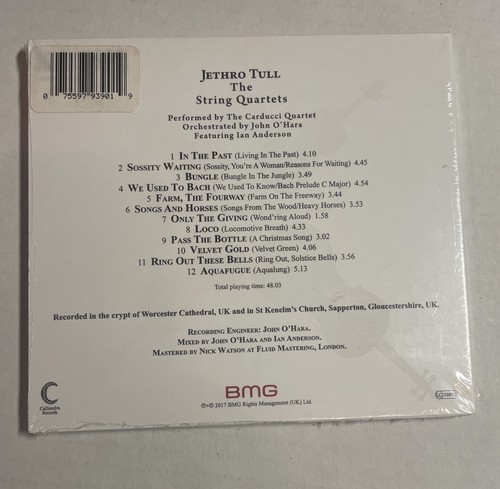 0 75597 93901 9
JETHRO TULL
The
String Quartets
Performed by The Carducci Quartet
Orchestrated by John O'Hara
Featuring Ian Anderson
1 IN THE PAST (Living In The Past) 4.10
2 SOSSITY WAITING (Sossity, You're A Woman/Reasons For Waiting) 4.45
3 BUNGLE (Bungle In The Jungle) 3.49
4 WE USED TO BACH (We Used To Know/Bach Prelude C Major) 4.54
5 FARM, THE FOURWAY (Farm On The Freeway) 3.44
6 SONGS AND HORSES (Songs From The Wood/Heavy Horses) 3.53
7 ONLY THE GIVING (Wond'ring Aloud) 1.58
8 LOCO (Locomotive Breath) 4.33
9 PASS THE BOTTLE (A Christmas Song) 3.02
10 VELVET GOLD (Velvet Green) 4.06
11 RING OUT THESE BELLS (Ring Out, Solstice Bells) 3.56
12 AQUAFUGUE (Aqualung) 5.13
Total playing time: 48.03
Recorded in the crypt of Worcester Cathedral, UK and in St Kenelm's Church, Sapperton, Gloucestershire, UK.
RECORDING ENGINEER: JOHN O'HARA.
MIXED BY JOHN O'HARA AND IAN ANDERSON.
MASTERED BY NICK WATSON AT FLUID MASTERING, LONDON.
Calliandra
Records
BMG
℗+© 2017 BMG Rights Management (UK) Ltd.